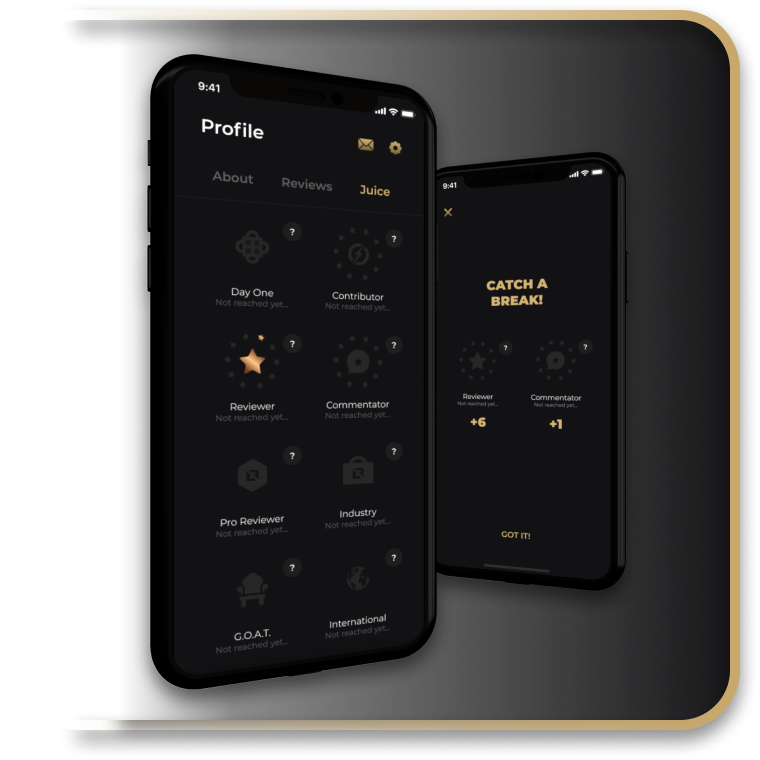 9:41
Profile
About Reviews Juice
? ?
Day One Contributor
Not reached yet... Not reached yet...
? ?
Reviewer Commentator
Not reached yet... Not reached yet...
? ?
Pro Reviewer Industry
Not reached yet... Not reached yet...
? ?
G.O.A.T. International
Not reached yet... Not reached yet...
9:41
CATCH A
BREAK!
? ?
Reviewer Commentator
Not reached yet... Not reached yet...
+6 +1
GOT IT!